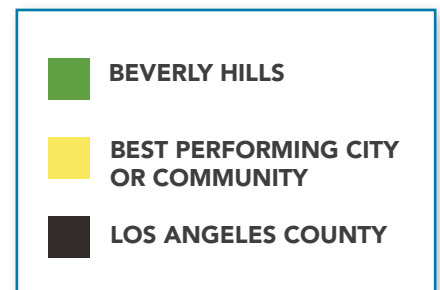 BEVERLY HILLS
BEST PERFORMING CITY
OR COMMUNITY
LOS ANGELES COUNTY